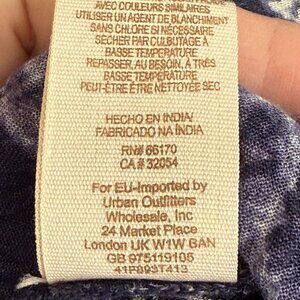 AVEC COULEURS SIMILAIRES
UTILISER UN AGENT DE BLANCHIMENT
SANS CHLORE SI NÉCESSAIRE
SÉCHER PAR CULBUTAGE À
BASSE TEMPÉRATURE
REPASSER, AU BESOIN, À TRÈS
BASSE TEMPÉRATURE
PEUT-ÊTRE ÊTRE NETTOYÉ SEC
HECHO EN INDIA/
FABRICADO NA ÍNDIA
RN# 66170
CA# 32054
For EU-Imported by
Urban Outfitters
Wholesale, Inc
24 Market Place
London UK W1W 8AN
GB 975119105
41P893T413